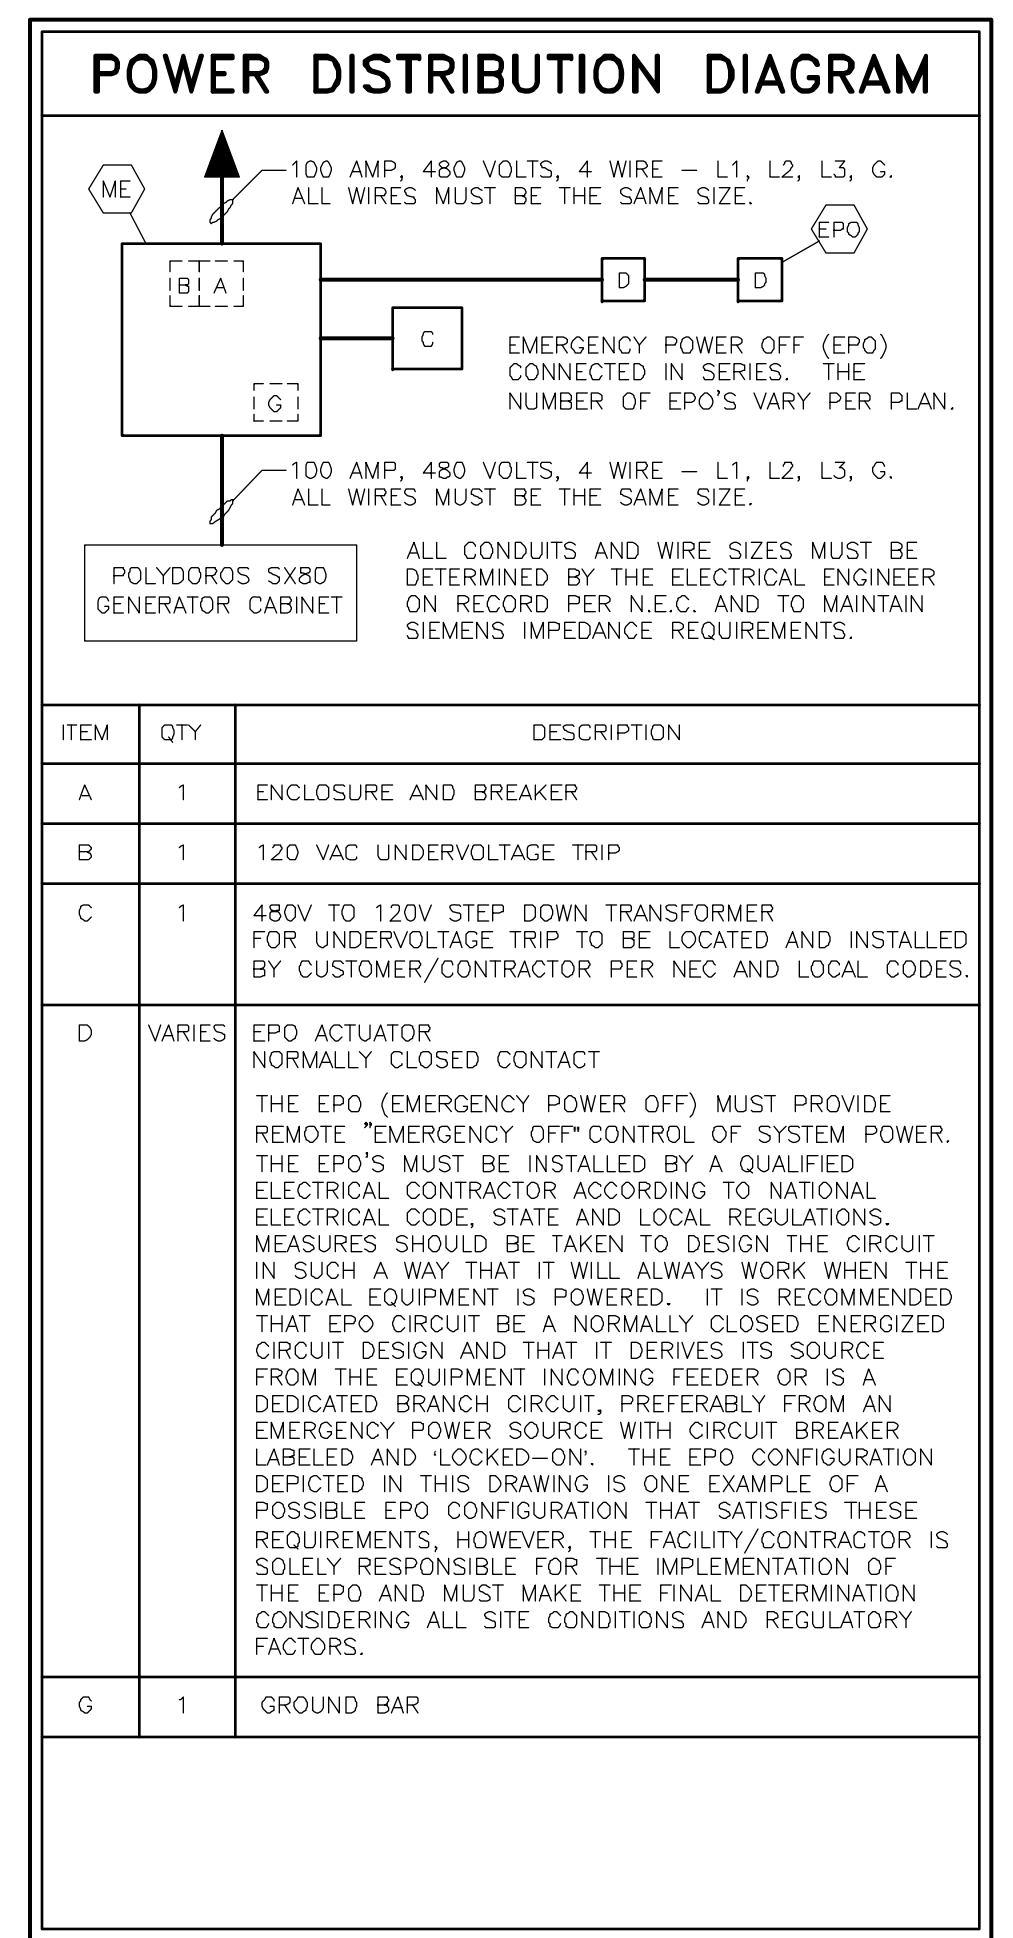 POWER DISTRIBUTION DIAGRAM
100 AMP, 480 VOLTS, 4 WIRE – L1, L2, L3, G.
ALL WIRES MUST BE THE SAME SIZE.
ME
EPO
B A
D
D
C
EMERGENCY POWER OFF (EPO)
CONNECTED IN SERIES. THE
NUMBER OF EPO'S VARY PER PLAN.
G
100 AMP, 480 VOLTS, 4 WIRE – L1, L2, L3, G.
ALL WIRES MUST BE THE SAME SIZE.
POLYDOROS SX80
GENERATOR CABINET
ALL CONDUITS AND WIRE SIZES MUST BE
DETERMINED BY THE ELECTRICAL ENGINEER
ON RECORD PER N.E.C. AND TO MAINTAIN
SIEMENS IMPEDANCE REQUIREMENTS.
ITEM QTY DESCRIPTION
A 1 ENCLOSURE AND BREAKER
B 1 120 VAC UNDERVOLTAGE TRIP
C 1 480V TO 120V STEP DOWN TRANSFORMER
FOR UNDERVOLTAGE TRIP TO BE LOCATED AND INSTALLED
BY CUSTOMER/CONTRACTOR PER NEC AND LOCAL CODES.
D VARIES EPO ACTUATOR
NORMALLY CLOSED CONTACT
THE EPO (EMERGENCY POWER OFF) MUST PROVIDE
REMOTE "EMERGENCY OFF" CONTROL OF SYSTEM POWER.
THE EPO'S MUST BE INSTALLED BY A QUALIFIED
ELECTRICAL CONTRACTOR ACCORDING TO NATIONAL
ELECTRICAL CODE, STATE AND LOCAL REGULATIONS.
MEASURES SHOULD BE TAKEN TO DESIGN THE CIRCUIT
IN SUCH A WAY THAT IT WILL ALWAYS WORK WHEN THE
MEDICAL EQUIPMENT IS POWERED. IT IS RECOMMENDED
THAT EPO CIRCUIT BE A NORMALLY CLOSED ENERGIZED
CIRCUIT DESIGN AND THAT IT DERIVES ITS SOURCE
FROM THE EQUIPMENT INCOMING FEEDER OR IS A
DEDICATED BRANCH CIRCUIT, PREFERABLY FROM AN
EMERGENCY POWER SOURCE WITH CIRCUIT BREAKER
LABELED AND 'LOCKED–ON'. THE EPO CONFIGURATION
DEPICTED IN THIS DRAWING IS ONE EXAMPLE OF A
POSSIBLE EPO CONFIGURATION THAT SATISFIES THESE
REQUIREMENTS, HOWEVER, THE FACILITY/CONTRACTOR IS
SOLELY RESPONSIBLE FOR THE IMPLEMENTATION OF
THE EPO AND MUST MAKE THE FINAL DETERMINATION
CONSIDERING ALL SITE CONDITIONS AND REGULATORY
FACTORS.
G 1 GROUND BAR